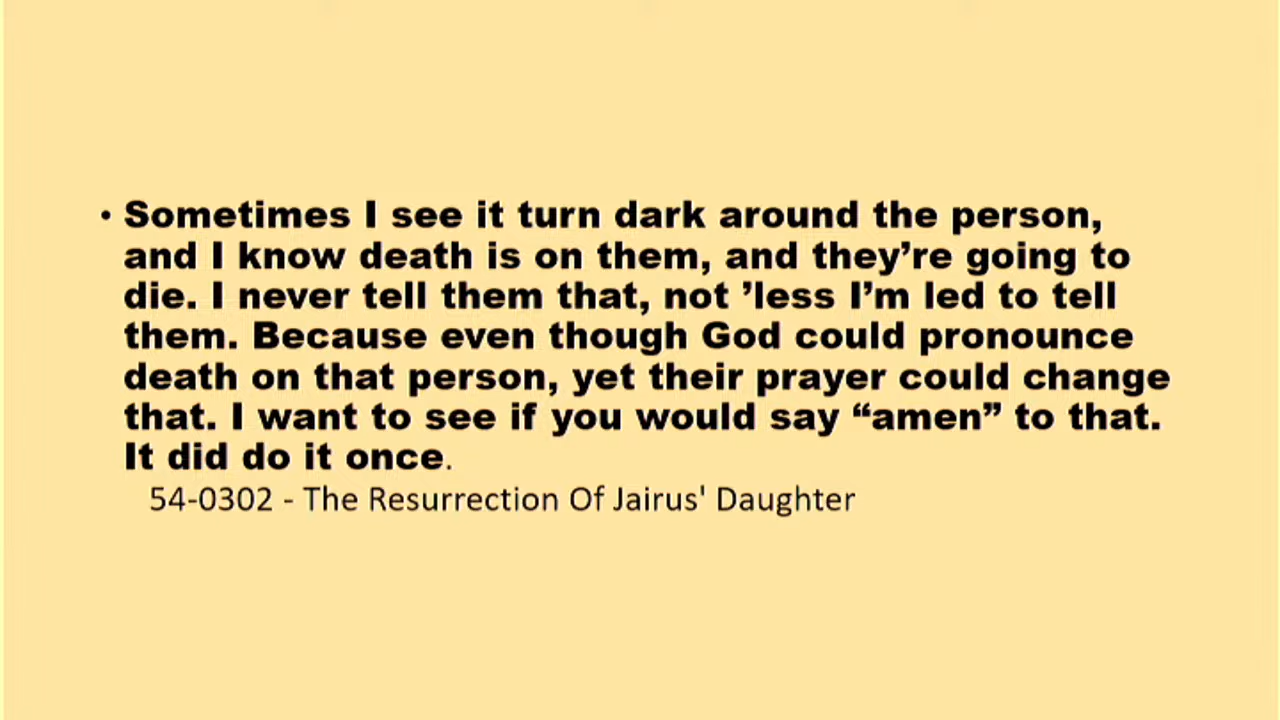 • Sometimes I see it turn dark around the person,
and I know death is on them, and they’re going to
die. I never tell them that, not ’less I’m led to tell
them. Because even though God could pronounce
death on that person, yet their prayer could change
that. I want to see if you would say “amen” to that.
It did do it once.
54-0302 - The Resurrection Of Jairus' Daughter